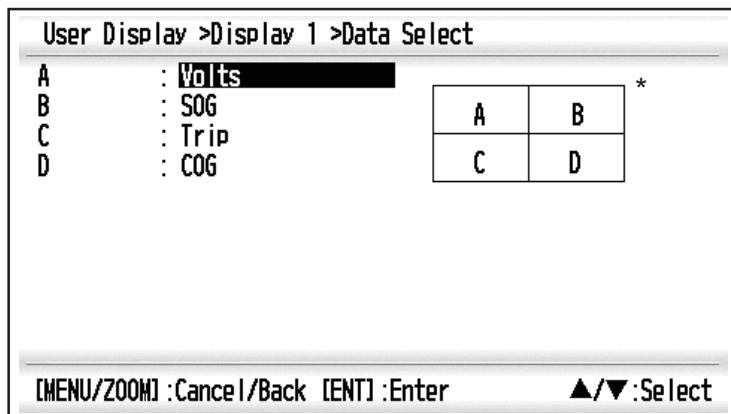 User Display >Display 1 >Data Select
A : Volts
B : SOG
C : Trip
D : COG
*
A B
C D
[MENU/ZOOM] :Cancel/Back [ENT] :Enter ▲/▼ :Select